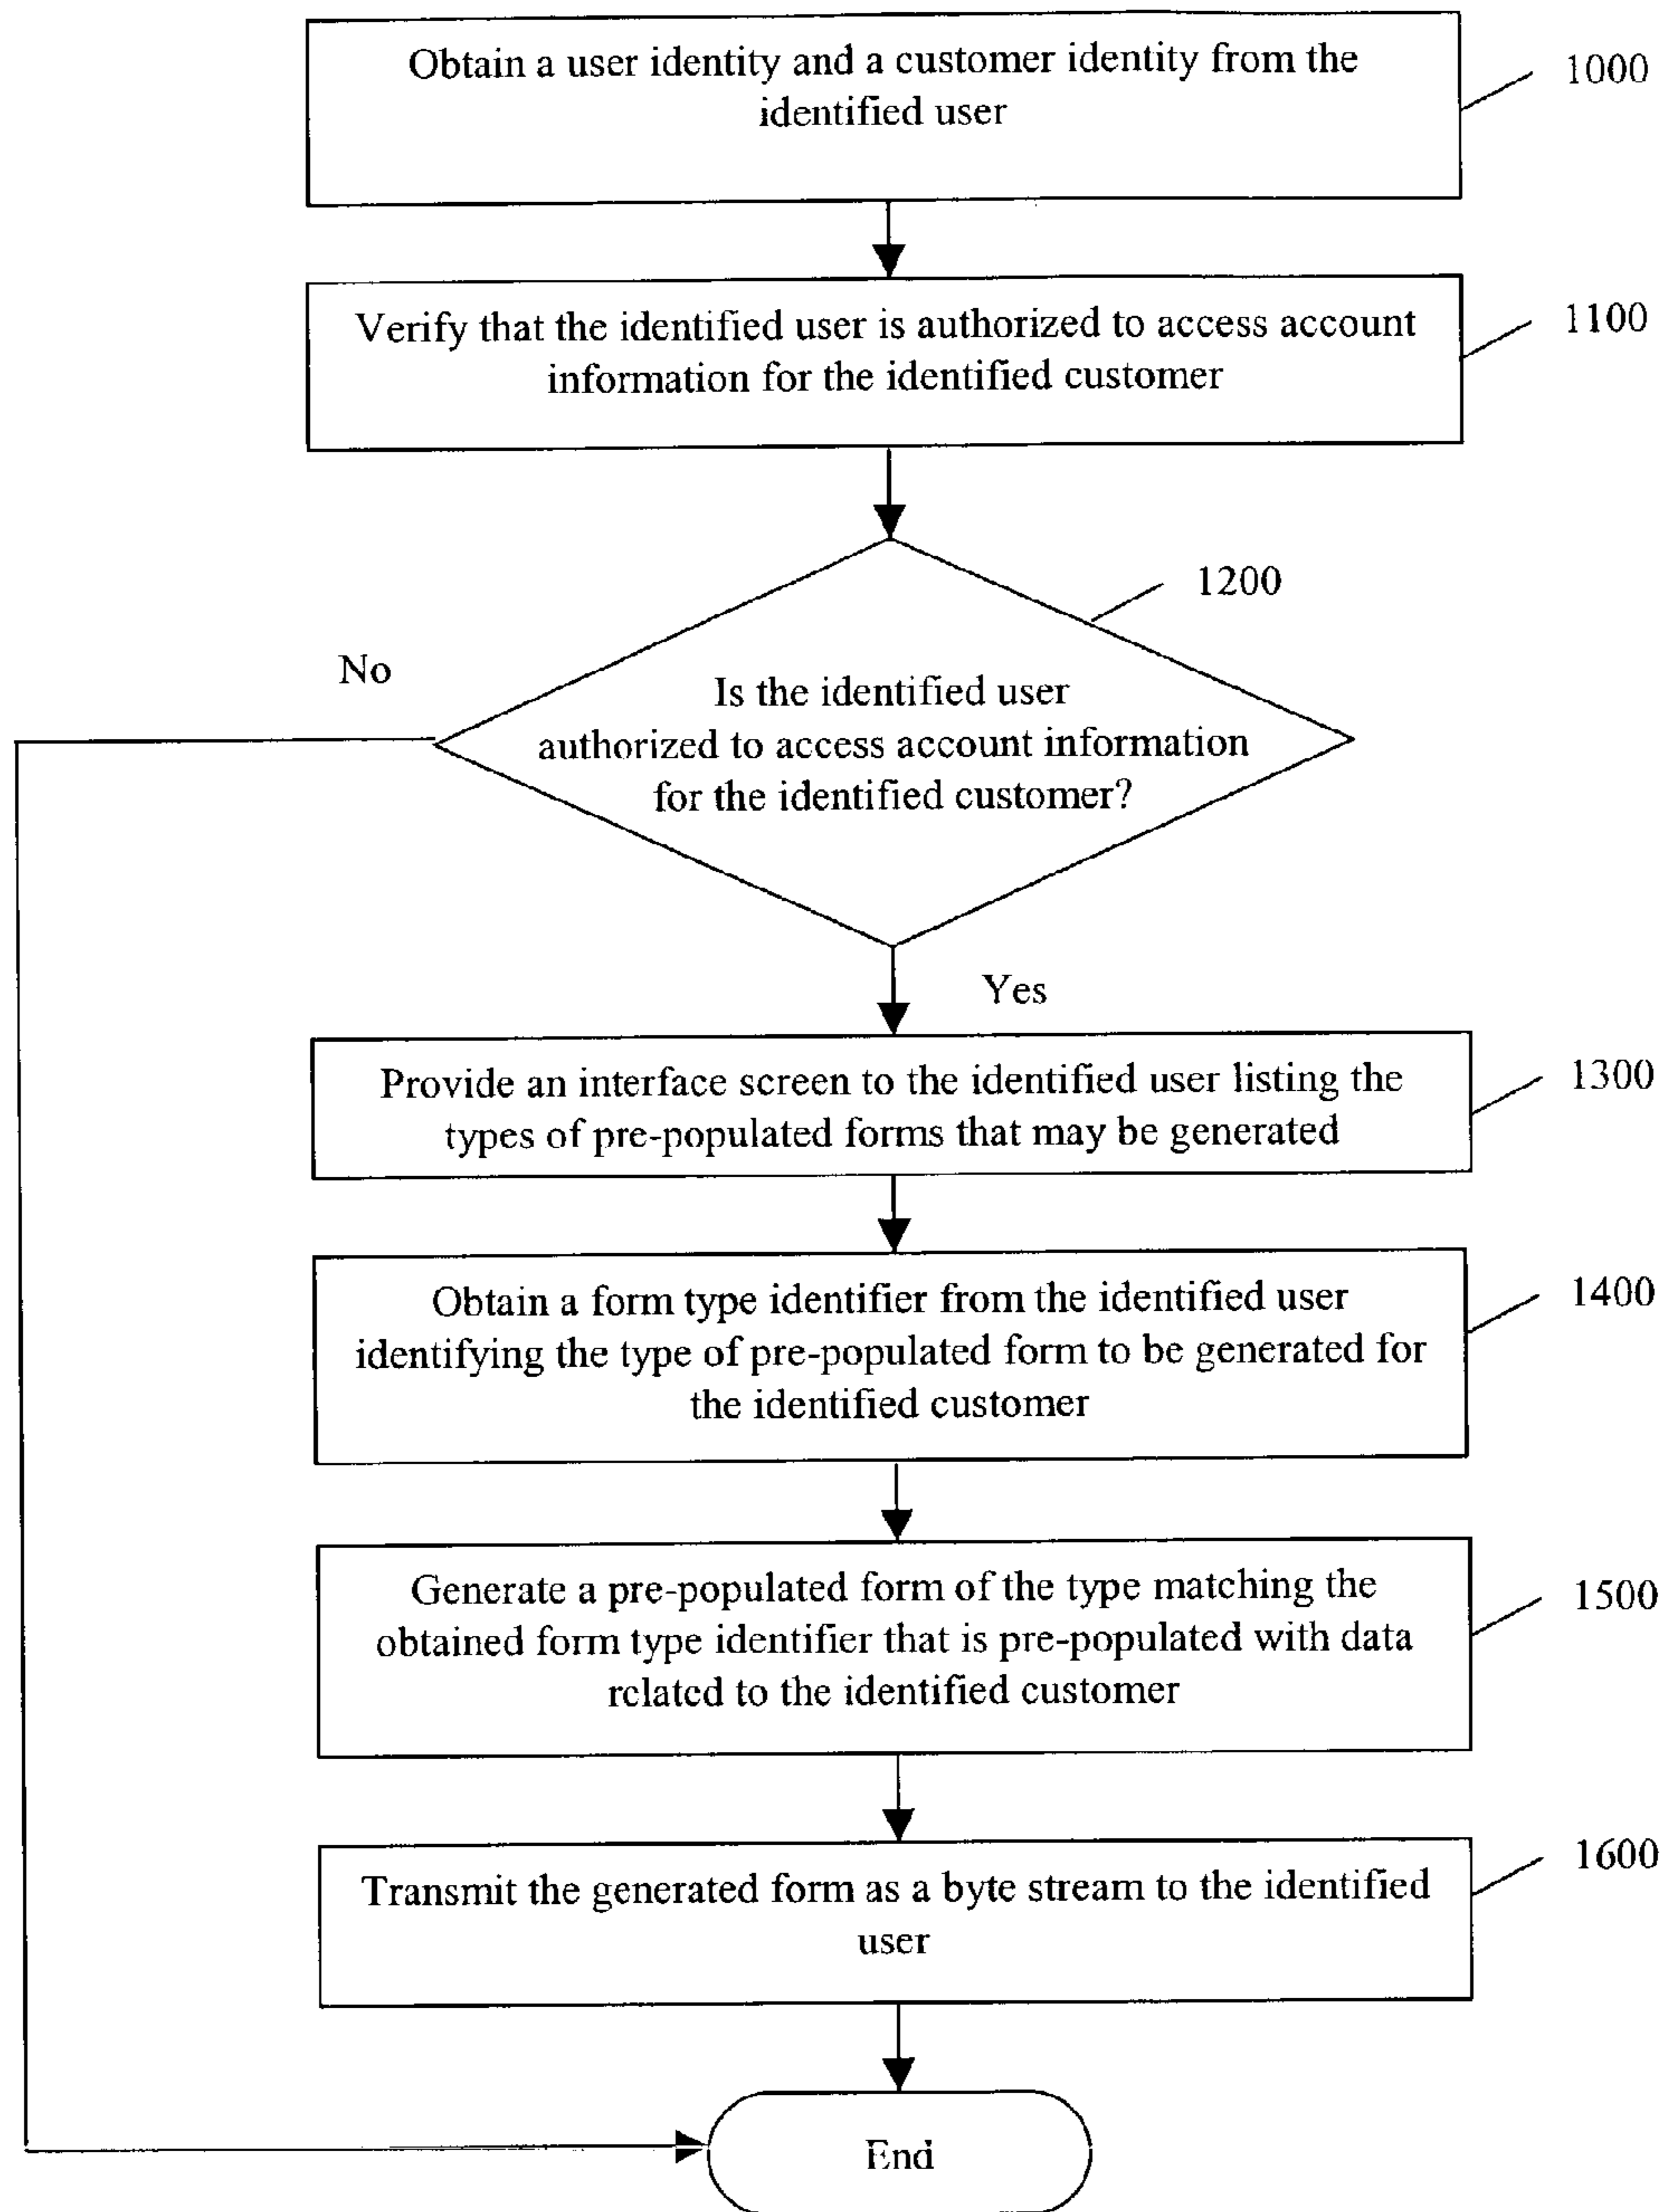 Obtain a user identity and a customer identity from the
identified user
1000
Verify that the identified user is authorized to access account
information for the identified customer
1100
1200
No
Is the identified user
authorized to access account information
for the identified customer?
Yes
Provide an interface screen to the identified user listing the
types of pre-populated forms that may be generated
1300
Obtain a form type identifier from the identified user
identifying the type of pre-populated form to be generated for
the identified customer
1400
Generate a pre-populated form of the type matching the
obtained form type identifier that is pre-populated with data
related to the identified customer
1500
Transmit the generated form as a byte stream to the identified
user
1600
End